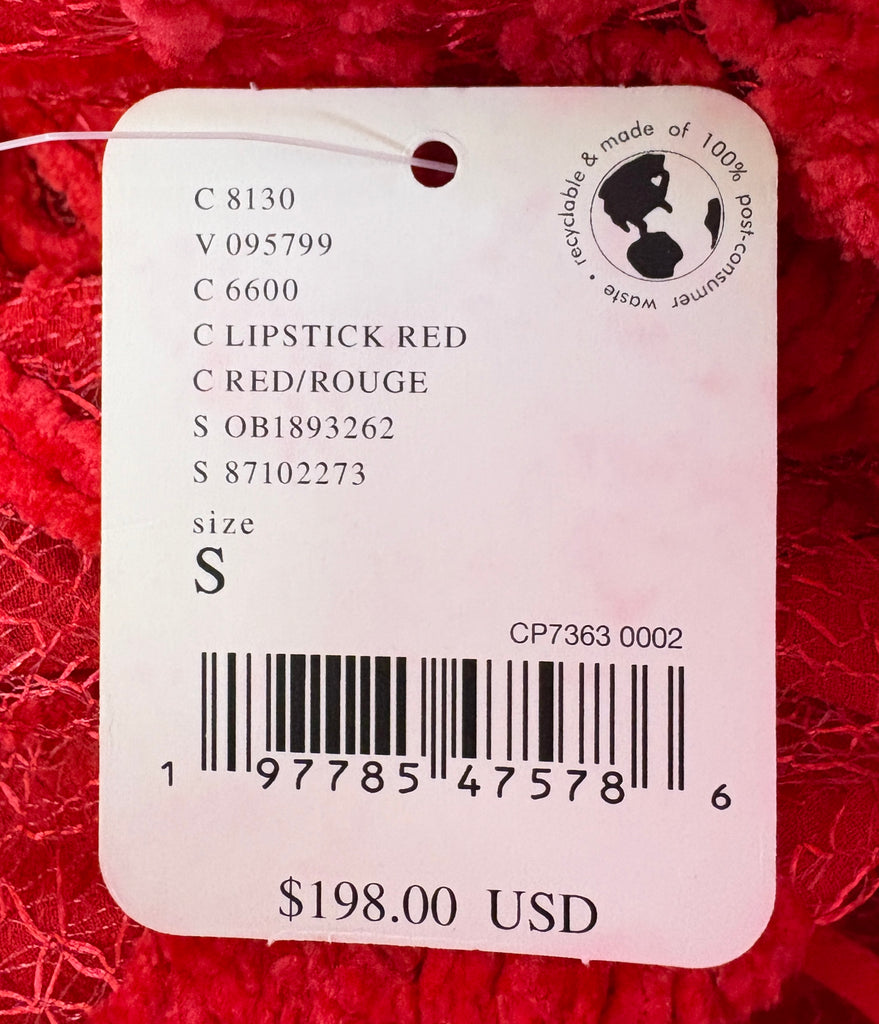 recyclable & made of 100% post-consumer waste •
C 8130
V 095799
C 6600
C LIPSTICK RED
C RED/ROUGE
S OB1893262
S 87102273
size
S
CP7363 0002
1 97785 47578 6
$198.00 USD